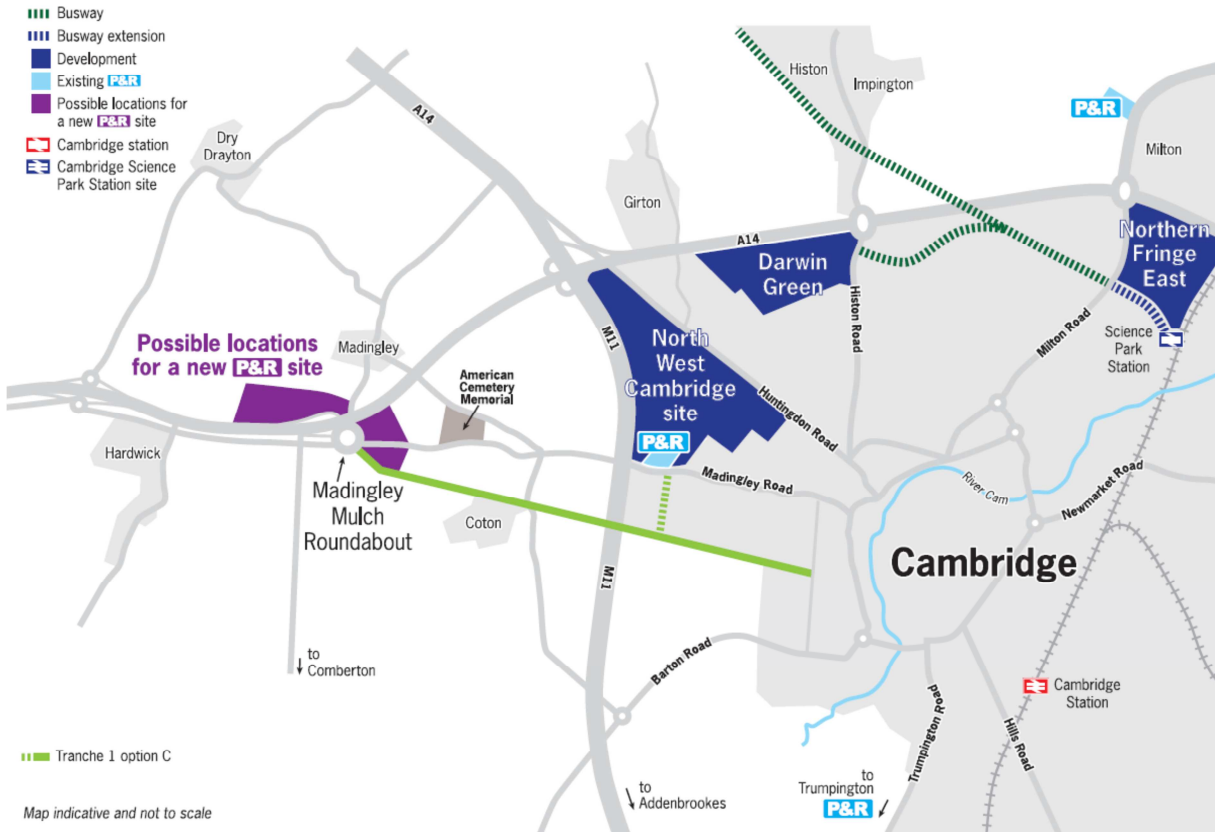 Busway
Busway extension
Development
Existing P&R
Possible locations for
a new P&R site
Cambridge station
Cambridge Science
Park Station site
A14
Dry
Drayton
Histon
Impington
P&R
Milton
Girton
A14
Darwin
Green
Northern
Fringe
East
Histon Road
Milton Road
Science
Park
Station
Possible locations
for a new P&R site
Madingley
American
Cemetery
Memorial
M11
North
West
Cambridge
site
P&R
Huntingdon Road
Madingley Road
Hardwick
Madingley
Mulch
Roundabout
Coton
River Cam
Newmarket Road
Cambridge
M11
to
Comberton
Barton Road
Trumpington Road
Hills Road
Cambridge
Station
to
Addenbrookes
to
Trumpington
P&R
Tranche 1 option C
Map indicative and not to scale